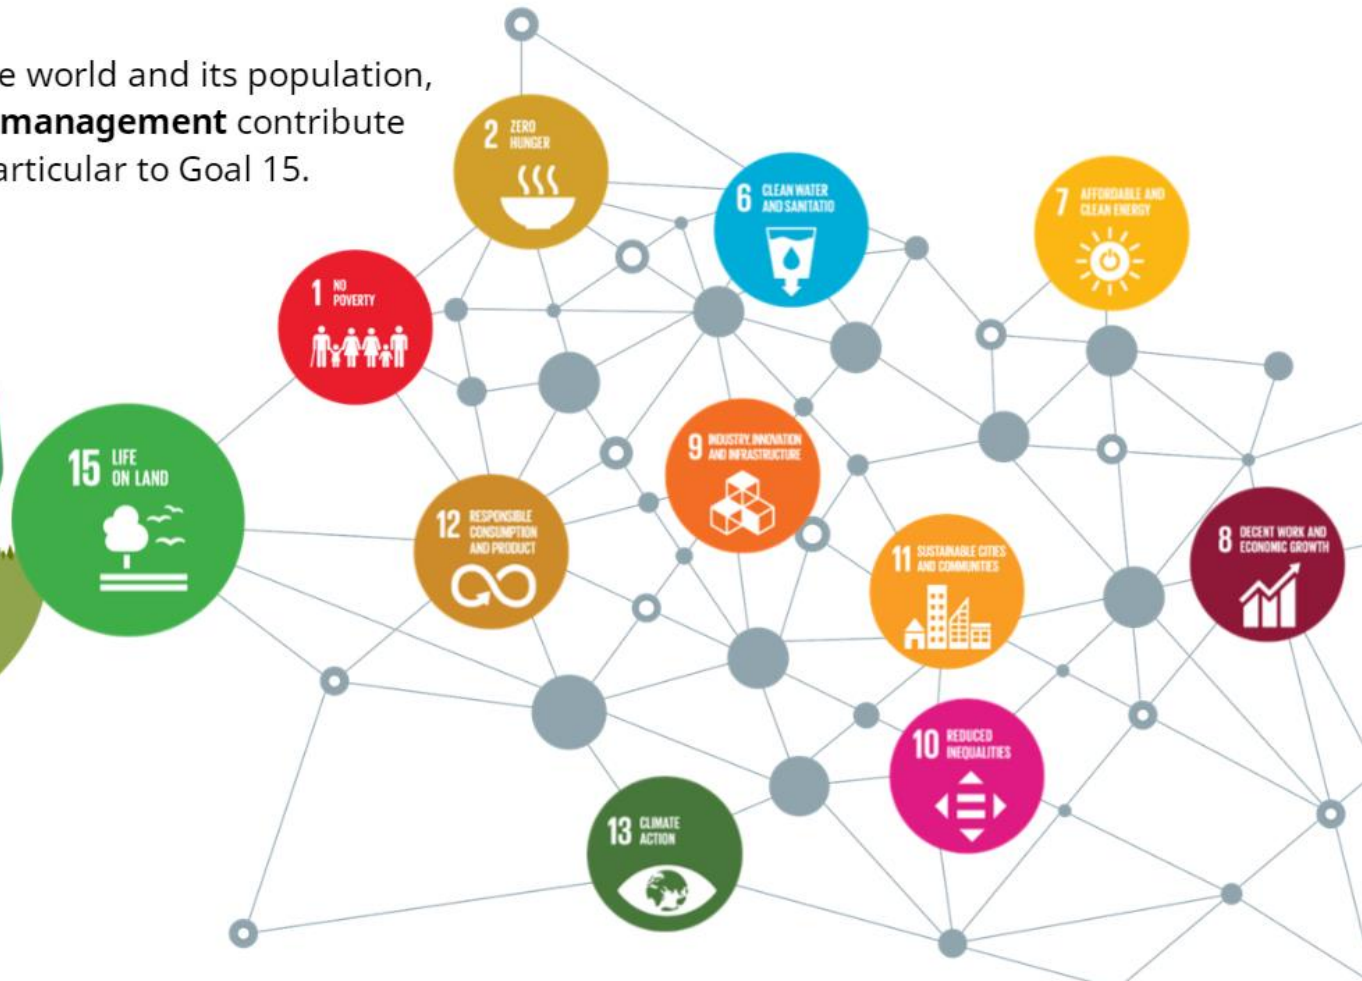 e world and its population,
management contribute
articular to Goal 15.
2 ZERO
HUNGER
6 CLEAN WATER
AND SANITATIO
7 AFFORDABLE AND
CLEAN ENERGY
1 NO
POVERTY
15 LIFE
ON LAND
9 INDUSTRY, INNOVATION
AND INFRASTRUCTURE
12 RESPONSIBLE
CONSUMPTION
AND PRODUCT
11 SUSTAINABLE CITIES
AND COMMUNITIES
8 DECENT WORK AND
ECONOMIC GROWTH
10 REDUCED
INEQUALITIES
13 CLIMATE
ACTION